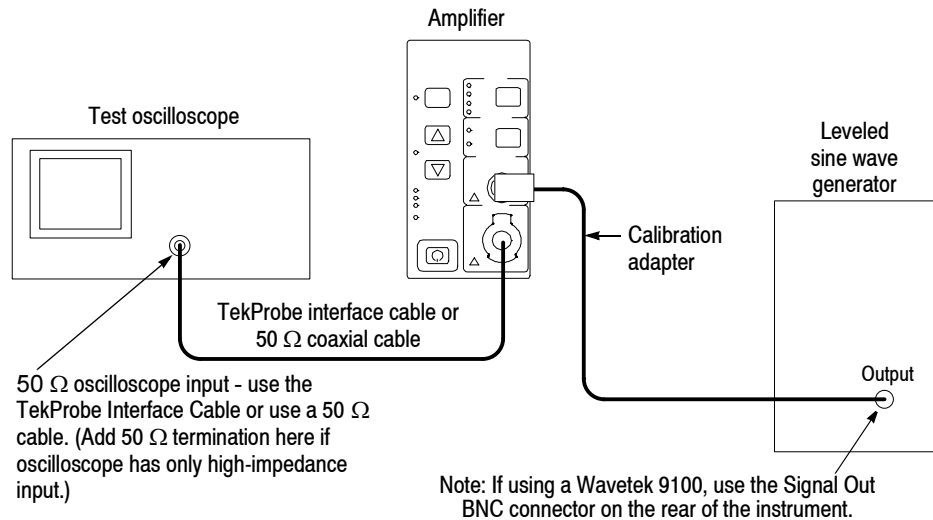 Amplifier
Test oscilloscope
Leveled
sine wave
generator
Calibration
adapter
TekProbe interface cable or
50 Ω coaxial cable
Output
50 Ω oscilloscope input - use the
TekProbe Interface Cable or use a 50 Ω
cable. (Add 50 Ω termination here if
oscilloscope has only high-impedance
input.)
Note: If using a Wavetek 9100, use the Signal Out
BNC connector on the rear of the instrument.